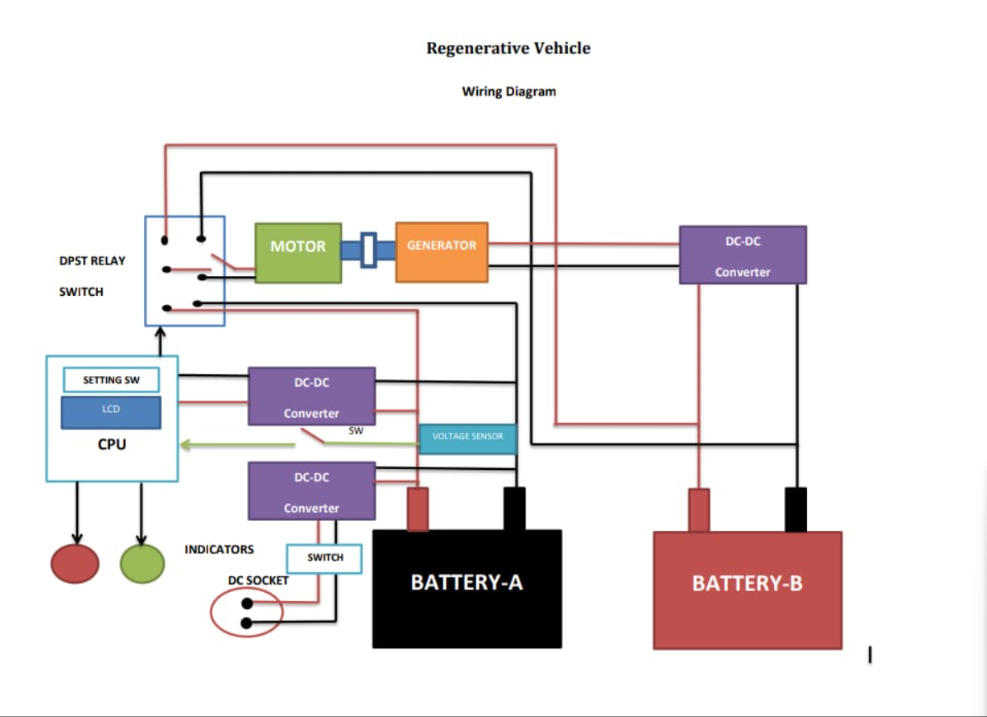 Regenerative Vehicle
Wiring Diagram
DPST RELAY
SWITCH
MOTOR
GENERATOR
DC-DC
Converter
SETTING SW
LCD
CPU
DC-DC
Converter
SW
VOLTAGE SENSOR
DC-DC
Converter
INDICATORS
SWITCH
DC SOCKET
BATTERY-A
BATTERY-B